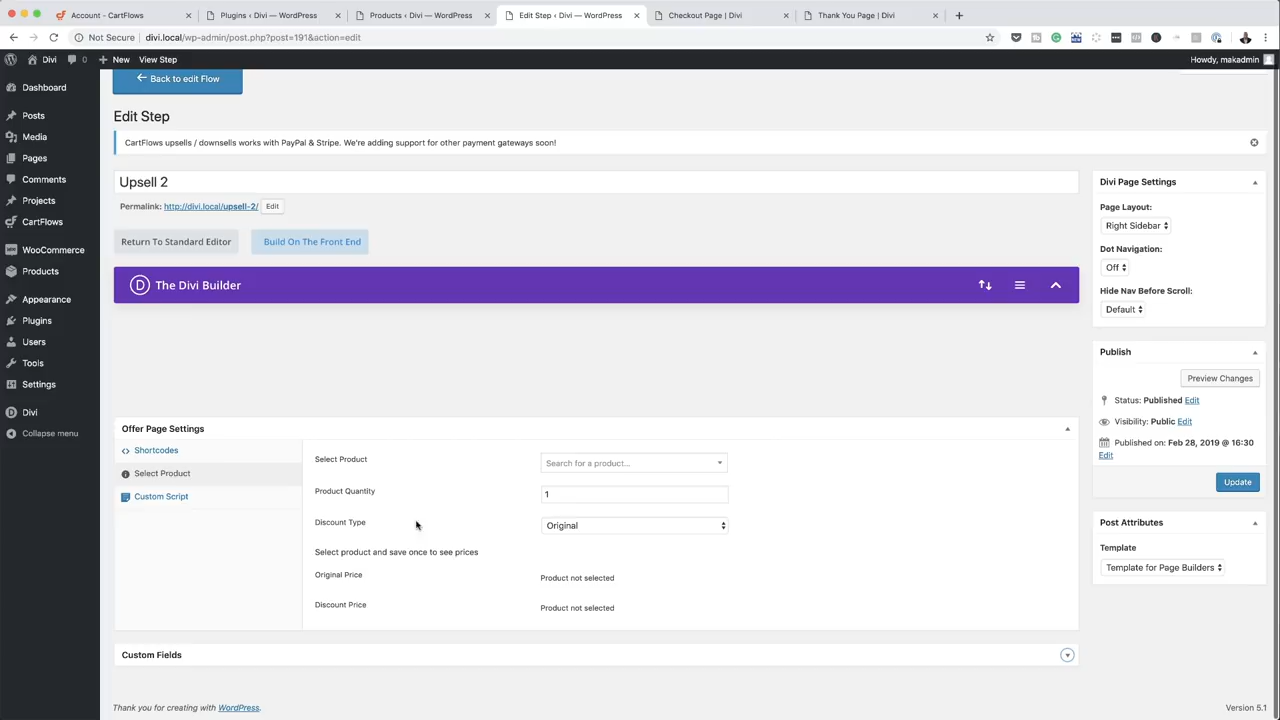 Account - CartFlows
Plugins ‹ Divi — WordPress
Products ‹ Divi — WordPress
Edit Step ‹ Divi — WordPress
Checkout Page | Divi
Thank You Page | Divi
Not Secure divi.local/wp-admin/post.php?post=191&action=edit
Divi 0 New View Step Howdy, makadmin
Dashboard
Posts
Media
Pages
Comments
Projects
CartFlows
WooCommerce
Products
Appearance
Plugins
Users
Tools
Settings
Divi
Collapse menu
← Back to edit Flow
Edit Step
CartFlows upsells / downsells works with PayPal & Stripe. We're adding support for other payment gateways soon!
Upsell 2
Permalink: http://divi.local/upsell-2/ Edit
Return To Standard Editor Build On The Front End
D The Divi Builder
Offer Page Settings
Shortcodes
Select Product
Custom Script
Select Product Search for a product...
Product Quantity 1
Discount Type Original
Select product and save once to see prices
Original Price Product not selected
Discount Price Product not selected
Custom Fields
Divi Page Settings
Page Layout:
Right Sidebar
Dot Navigation:
Off
Hide Nav Before Scroll:
Default
Publish
Preview Changes
Status: Published Edit
Visibility: Public Edit
Published on: Feb 28, 2019 @ 16:30
Edit
Update
Post Attributes
Template
Template for Page Builders
Thank you for creating with WordPress.
Version 5.1